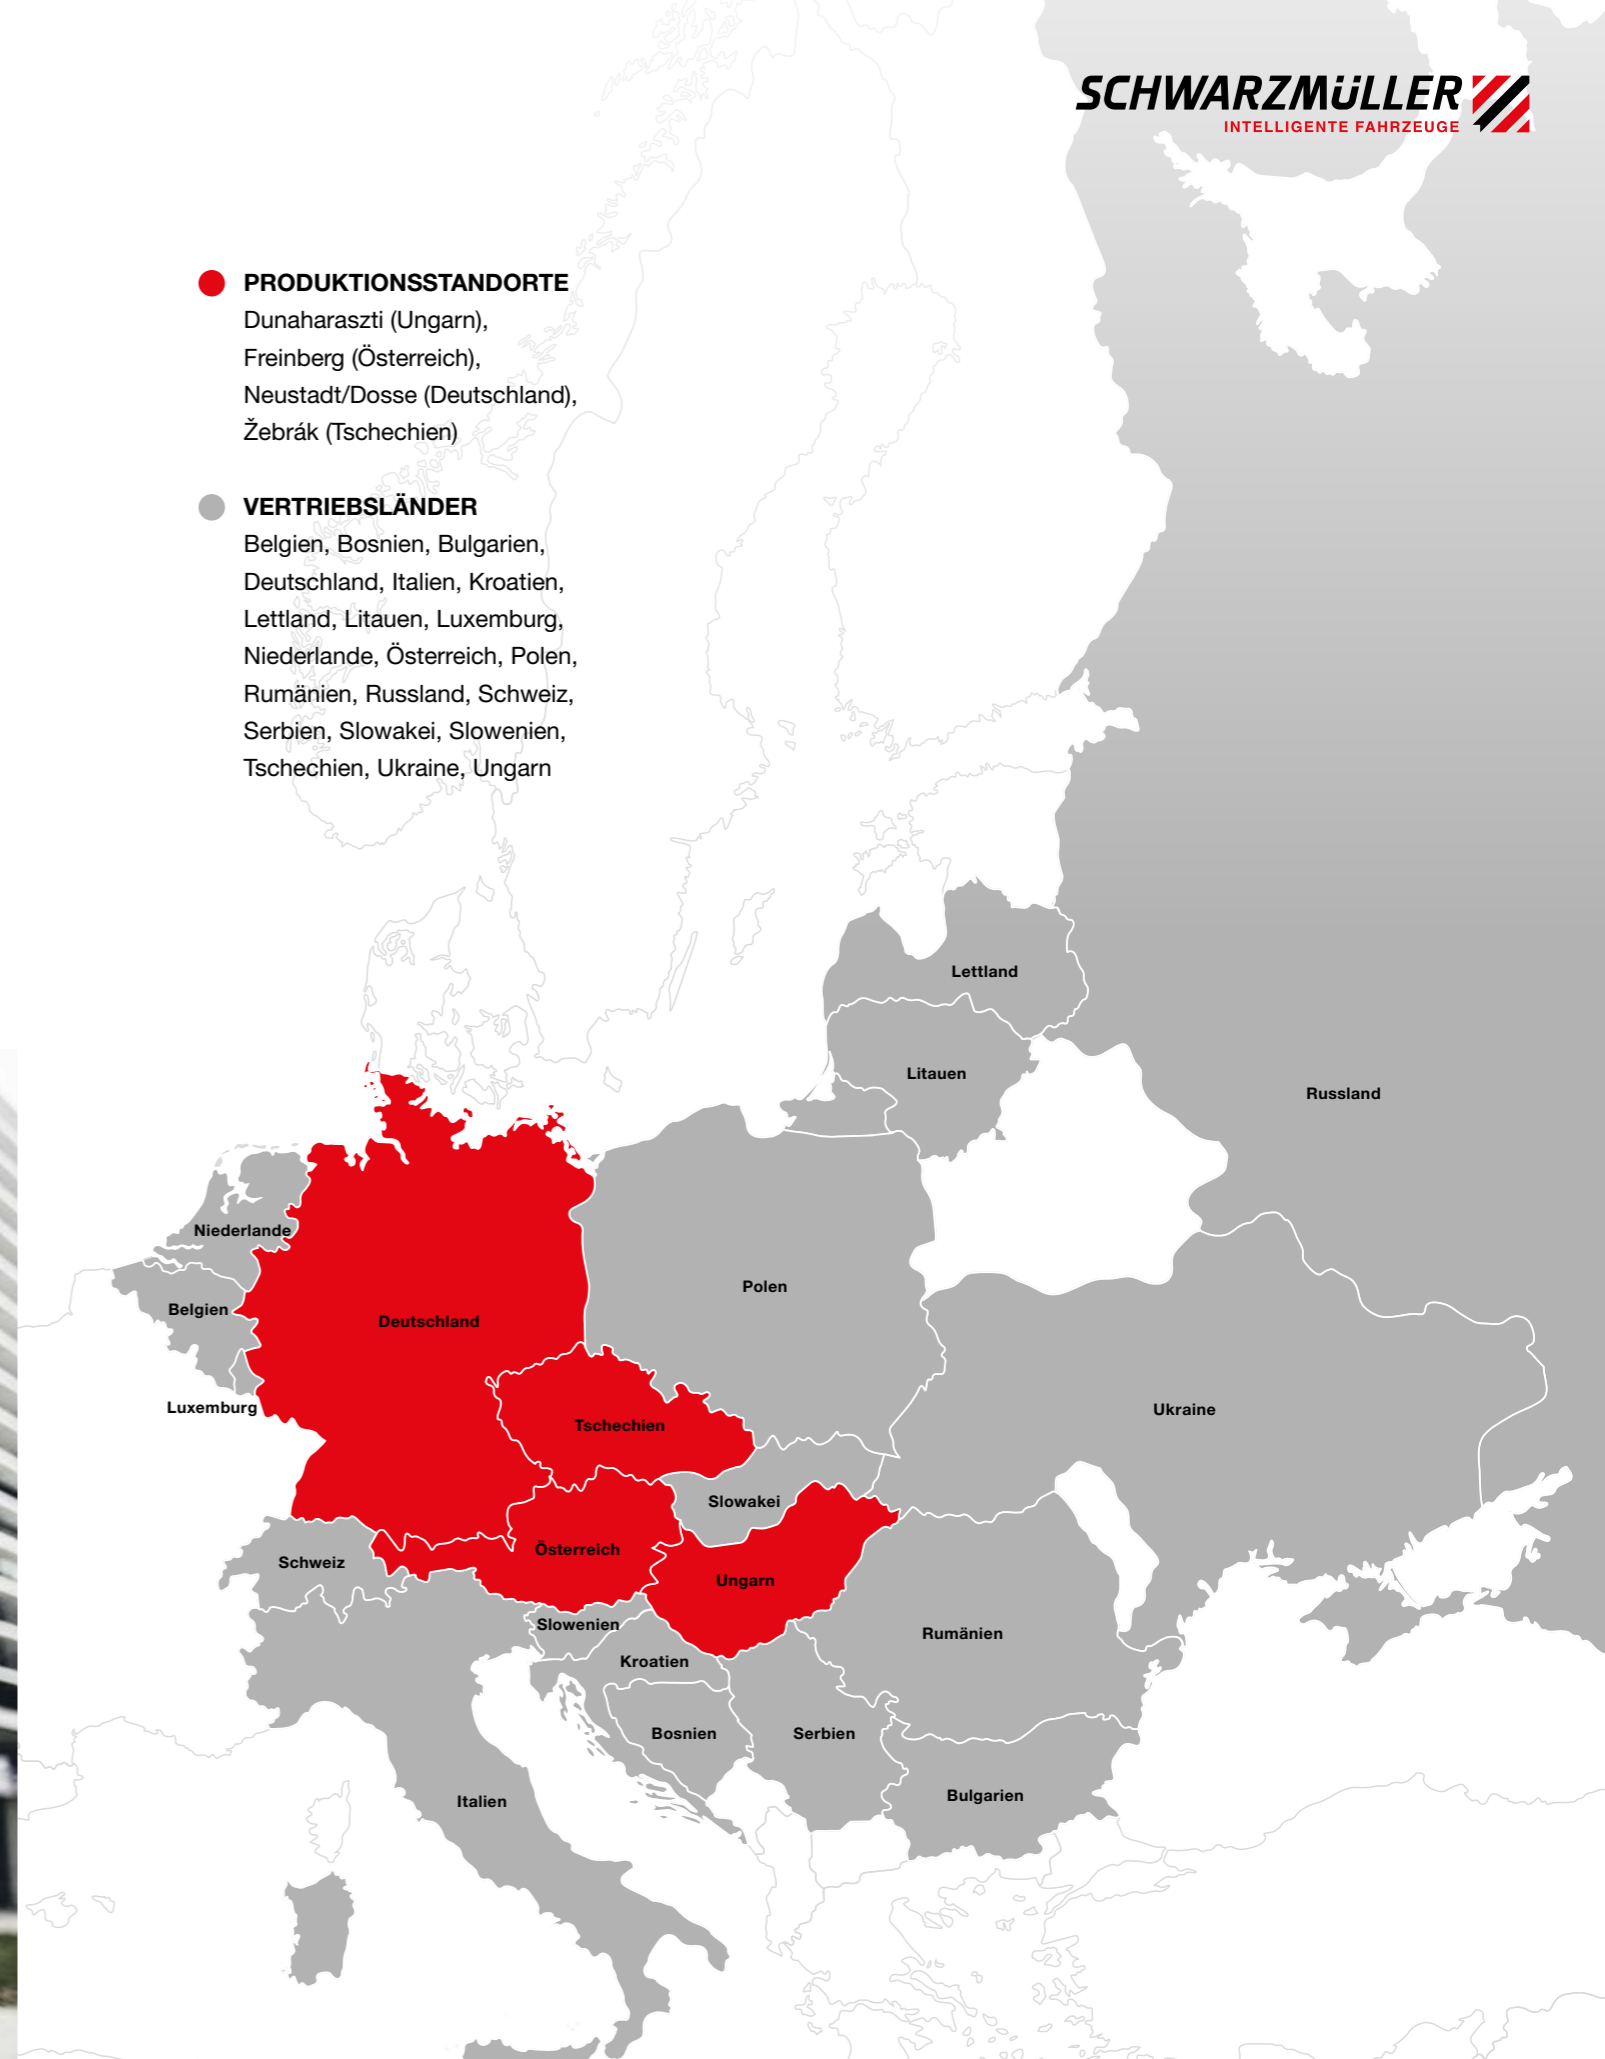 SCHWARZMÜLLER
INTELLIGENTE FAHRZEUGE
PRODUKTIONSSTANDORTE
Dunaharaszti (Ungarn),
Freinberg (Österreich),
Neustadt/Dosse (Deutschland),
Žebrák (Tschechien)
VERTRIEBSLÄNDER
Belgien, Bosnien, Bulgarien,
Deutschland, Italien, Kroatien,
Lettland, Litauen, Luxemburg,
Niederlande, Österreich, Polen,
Rumänien, Russland, Schweiz,
Serbien, Slowakei, Slowenien,
Tschechien, Ukraine, Ungarn
Lettland
Litauen
Russland
Niederlande
Polen
Belgien
Deutschland
Luxemburg
Ukraine
Tschechien
Slowakei
Österreich
Schweiz
Ungarn
Slowenien
Rumänien
Kroatien
Bosnien
Serbien
Bulgarien
Italien